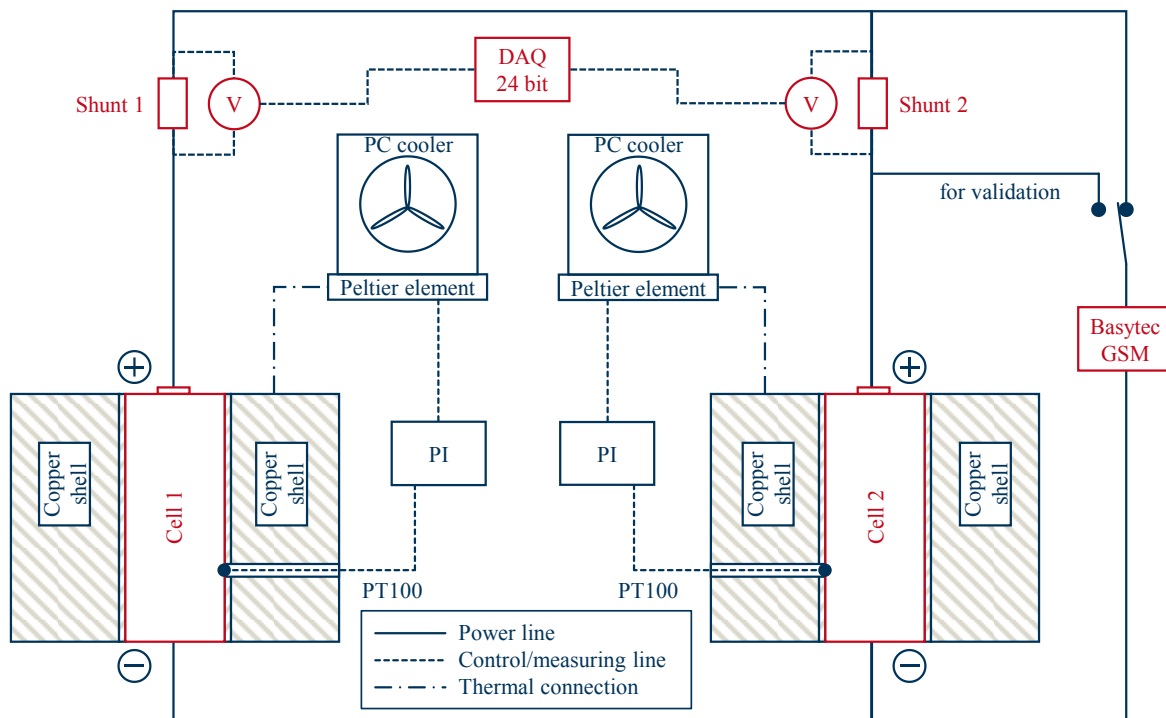 DAQ
24 bit
Shunt 1
V
V
Shunt 2
PC cooler
PC cooler
for validation
Peltier element
Peltier element
Basytec
GSM
+
+
Copper
shell
Cell 1
Copper
shell
PI
PI
Copper
shell
Cell 2
Copper
shell
PT100
PT100
−
−
Power line
Control/measuring line
Thermal connection